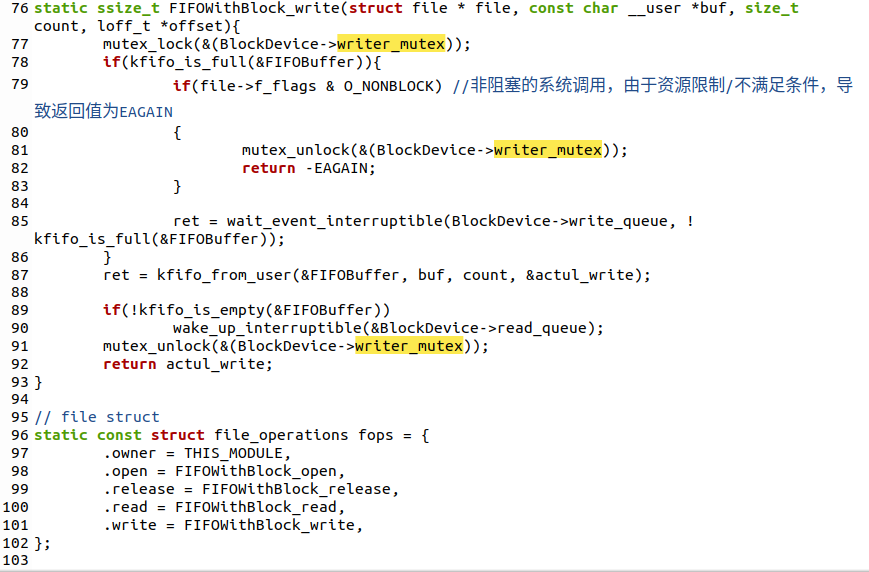 76 static ssize_t FIFOWithBlock_write(struct file * file, const char __user *buf, size_t
count, loff_t *offset){
77         mutex_lock(&(BlockDevice->writer_mutex));
78         if(kfifo_is_full(&FIFOBuffer)){
79                 if(file->f_flags & O_NONBLOCK) //非阻塞的系统调用，由于资源限制/不满足条件，导
致返回值为EAGAIN
80                 {
81                         mutex_unlock(&(BlockDevice->writer_mutex));
82                         return -EAGAIN;
83                 }
84
85                 ret = wait_event_interruptible(BlockDevice->write_queue, !
kfifo_is_full(&FIFOBuffer));
86         }
87         ret = kfifo_from_user(&FIFOBuffer, buf, count, &actul_write);
88
89         if(!kfifo_is_empty(&FIFOBuffer))
90                 wake_up_interruptible(&BlockDevice->read_queue);
91         mutex_unlock(&(BlockDevice->writer_mutex));
92         return actul_write;
93 }
94
95 // file struct
96 static const struct file_operations fops = {
97         .owner = THIS_MODULE,
98         .open = FIFOWithBlock_open,
99         .release = FIFOWithBlock_release,
100         .read = FIFOWithBlock_read,
101         .write = FIFOWithBlock_write,
102 };
103